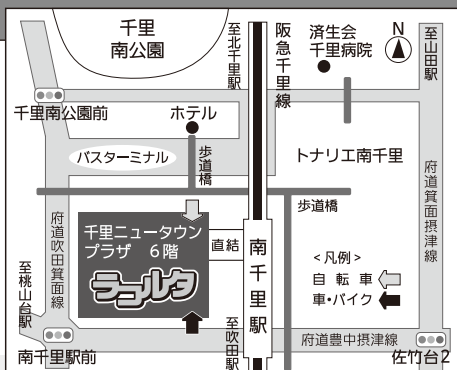 千里
南公園
至北千里駅
阪急千里線
済生会
千里病院
N
至山田駅
千里南公園前
ホテル
バスターミナル
歩道橋
トナリエ南千里
府道吹田箕面線
千里ニュータウン
プラザ 6階
ラコルタ
直結
南千里駅
歩道橋
府道箕面摂津線
<凡例>
自転車
車・バイク
至桃山台駅
南千里駅前
至吹田駅
府道豊中摂津線
佐竹台2